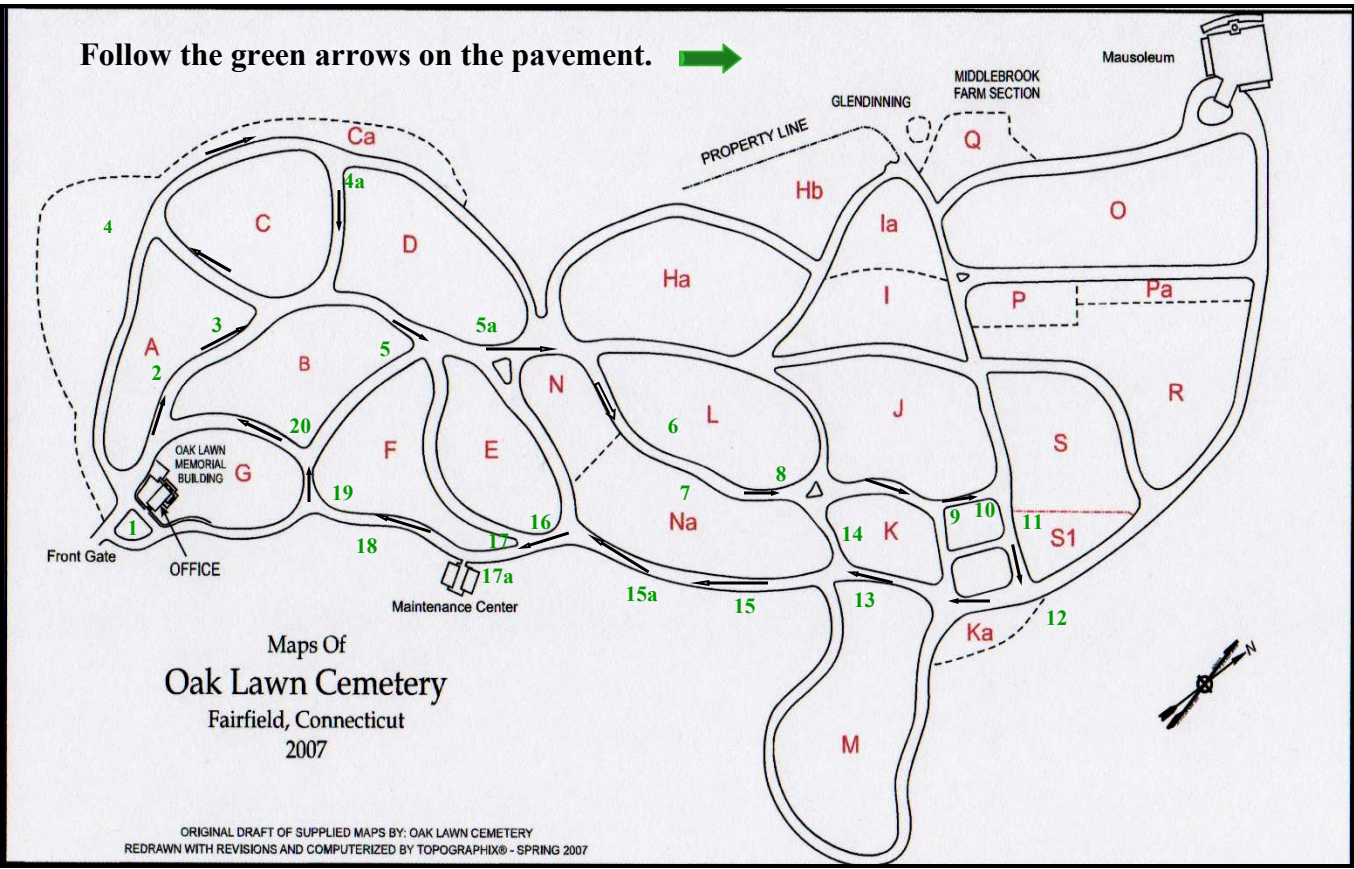 Follow the green arrows on the pavement.
Mausoleum
MIDDLEBROOK
FARM SECTION
GLENDINNING
PROPERTY LINE
Ca
Q
4a
Hb
C
4
D
Ia
O
Ha
I
P
Pa
3
5a
A
2
B
5
N
R
20
F
E
6
L
J
S
OAK LAWN
MEMORIAL
BUILDING
G
8
19
7
9
10
11
1
18
17
16
Na
14
K
S1
Front Gate
OFFICE
17a
15a
15
13
12
Maintenance Center
Ka
N
Maps Of
Oak Lawn Cemetery
Fairfield, Connecticut
2007
M
ORIGINAL DRAFT OF SUPPLIED MAPS BY: OAK LAWN CEMETERY
REDRAWN WITH REVISIONS AND COMPUTERIZED BY TOPOGRAPHIX® - SPRING 2007